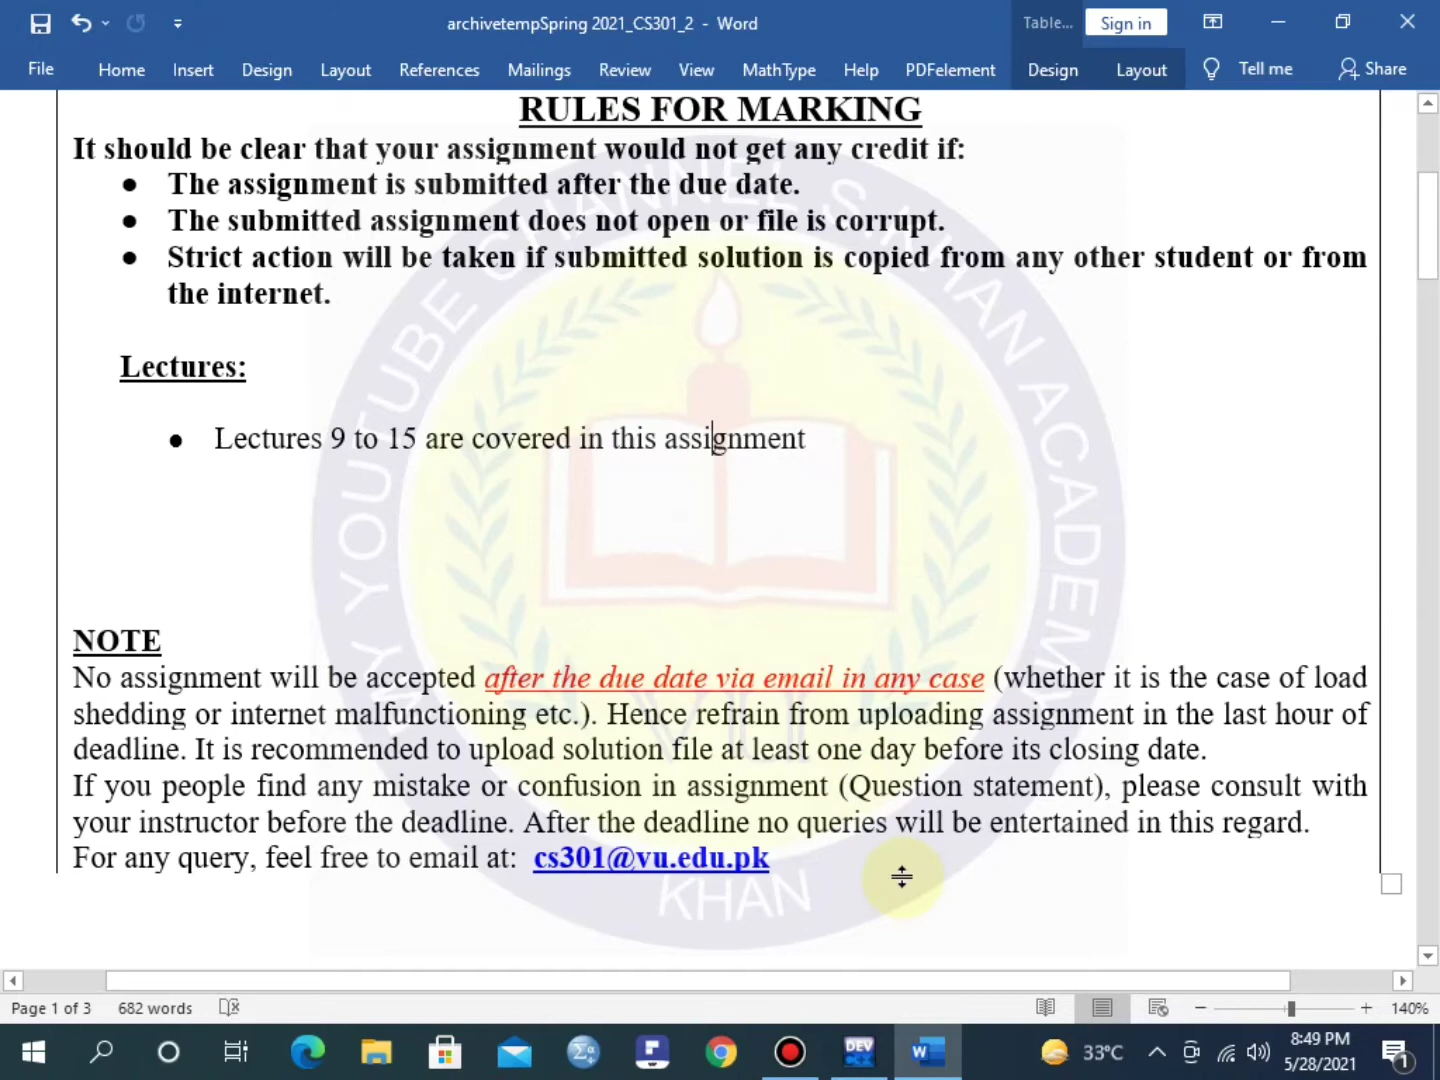 archivetempSpring 2021_CS301_2 - Word
Table...
Sign in
File Home Insert Design Layout References Mailings Review View MathType Help PDFelement Design Layout Tell me Share
RULES FOR MARKING
It should be clear that your assignment would not get any credit if:
● The assignment is submitted after the due date.
● The submitted assignment does not open or file is corrupt.
● Strict action will be taken if submitted solution is copied from any other student or from
the internet.
Lectures:
● Lectures 9 to 15 are covered in this assignment
NOTE
No assignment will be accepted after the due date via email in any case (whether it is the case of load
shedding or internet malfunctioning etc.). Hence refrain from uploading assignment in the last hour of
deadline. It is recommended to upload solution file at least one day before its closing date.
If you people find any mistake or confusion in assignment (Question statement), please consult with
your instructor before the deadline. After the deadline no queries will be entertained in this regard.
For any query, feel free to email at: cs301@vu.edu.pk
MY YOUTUBE CHANNEL S.KHAN ACADEMY
VU
KHAN
Page 1 of 3 682 words
140%
DEV
33°C
8:49 PM
5/28/2021
1